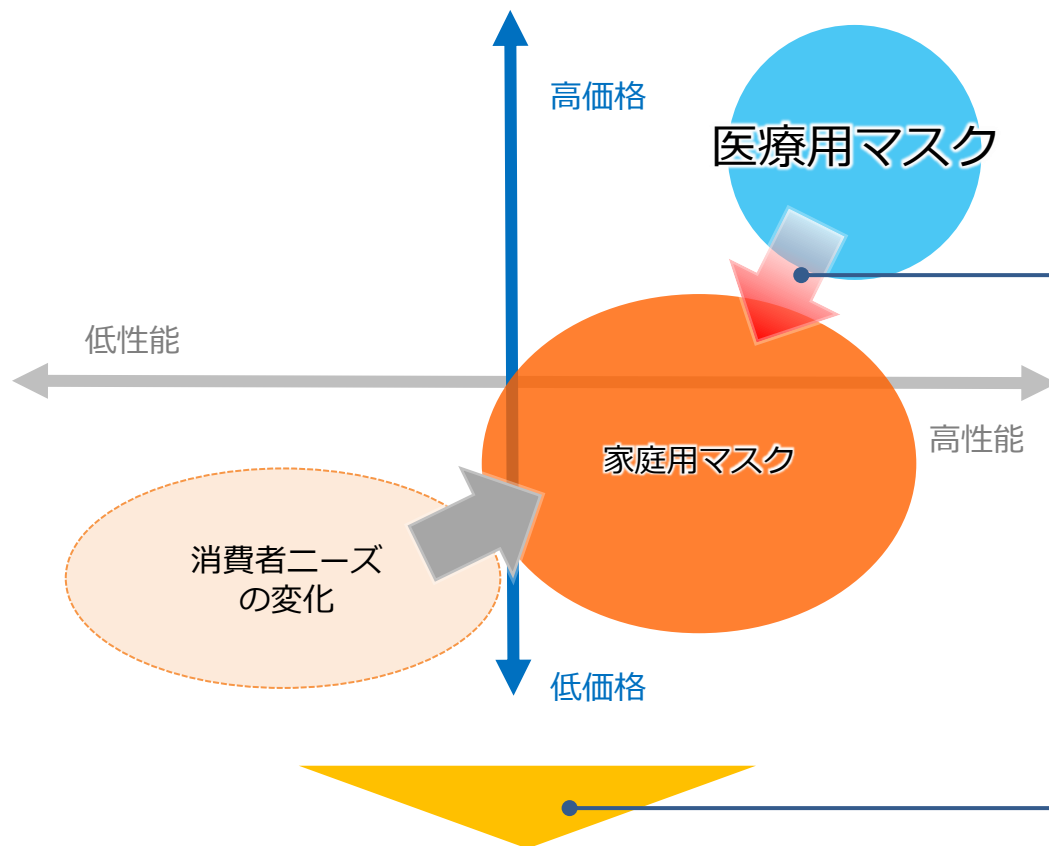 高価格
医療用マスク
低性能
高性能
家庭用マスク
消費者ニーズ
の変化
低価格